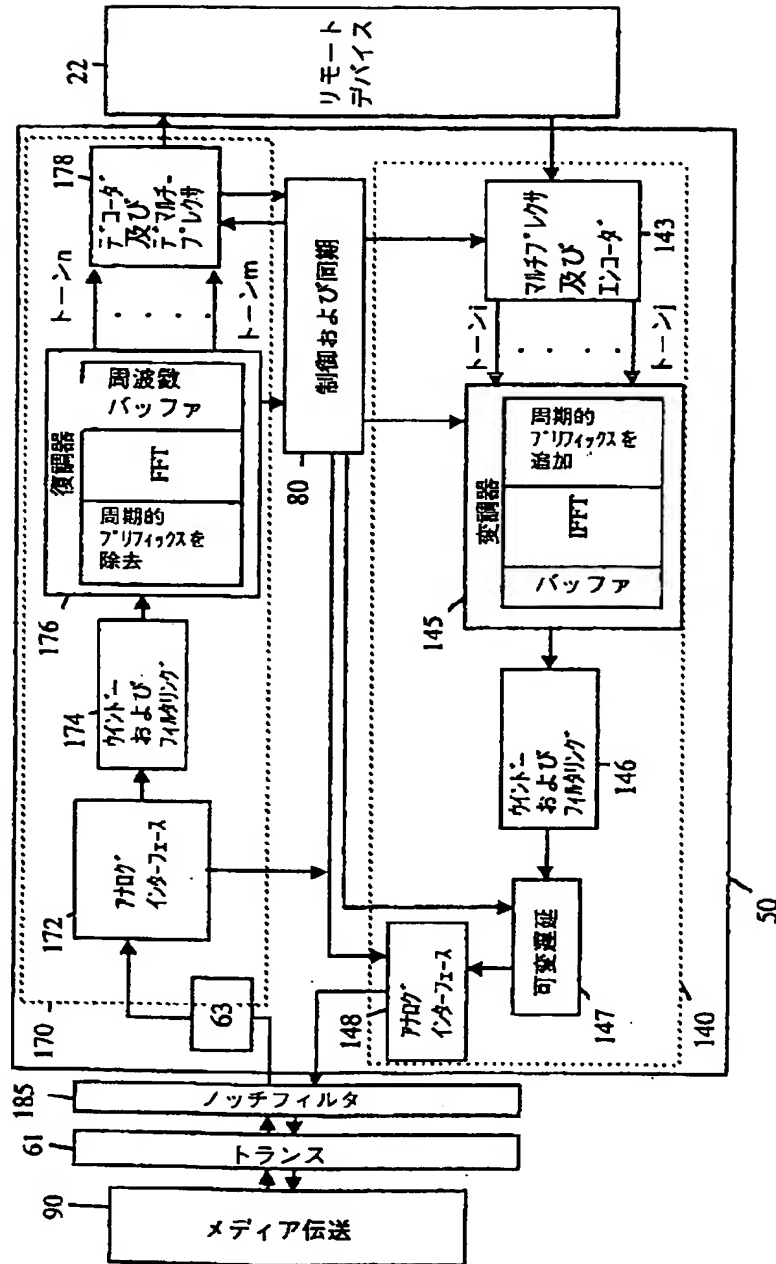 90
メディア伝送
61
トランス
185
ノッチフィルタ
170
63
172
アナログ
インターフェース
174
ウインドーおよび
フィルタリング
176
復調器
周期的
プリフィックスを
除去
FFT
周波数
バッファ
トーンn
. . . . .
トーンm
178
デコーダ
及び
デマルチ-
プレクサ
22
リモート
デバイス
80
制御および同期
マルチプレクサ
及び
エンコーダ
143
トーンi
. . . . .
トーンj
145
変調器
周期的
プリフィックスを
追加
IFFT
バッファ
ウインドー
および
フィルタリング
146
可変遅延
147
148
アナログ
インターフェース
140
50